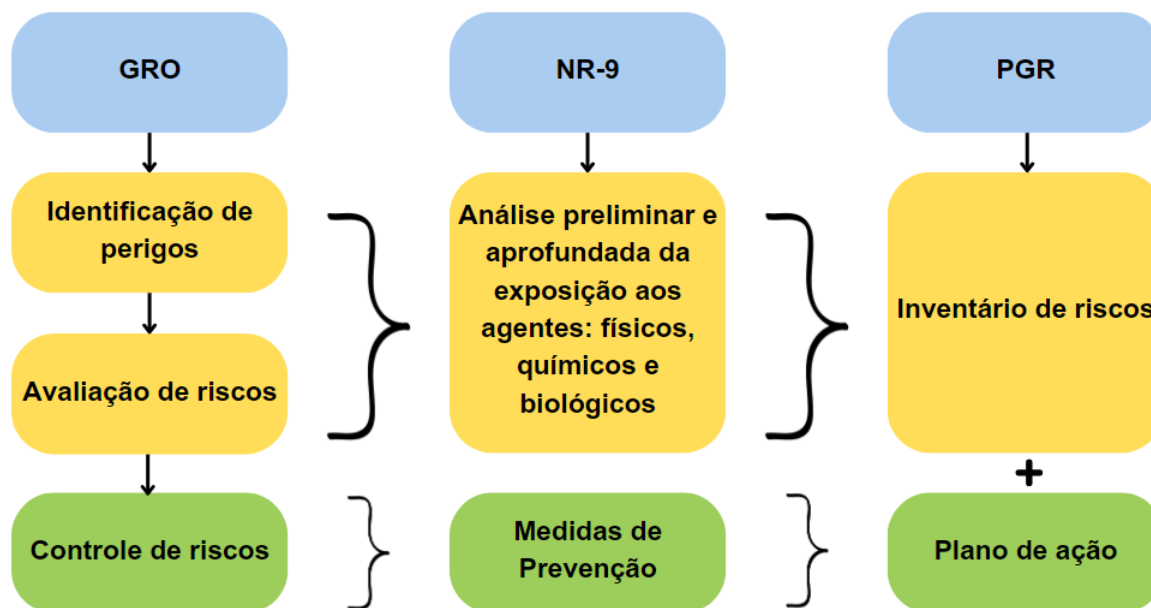 GRO
Identificação de
perigos
Avaliação de riscos
Controle de riscos
NR-9
Análise preliminar e
aprofundada da
exposição aos
agentes: físicos,
químicos e
biológicos
Medidas de
Prevenção
PGR
Inventário de riscos
+
Plano de ação